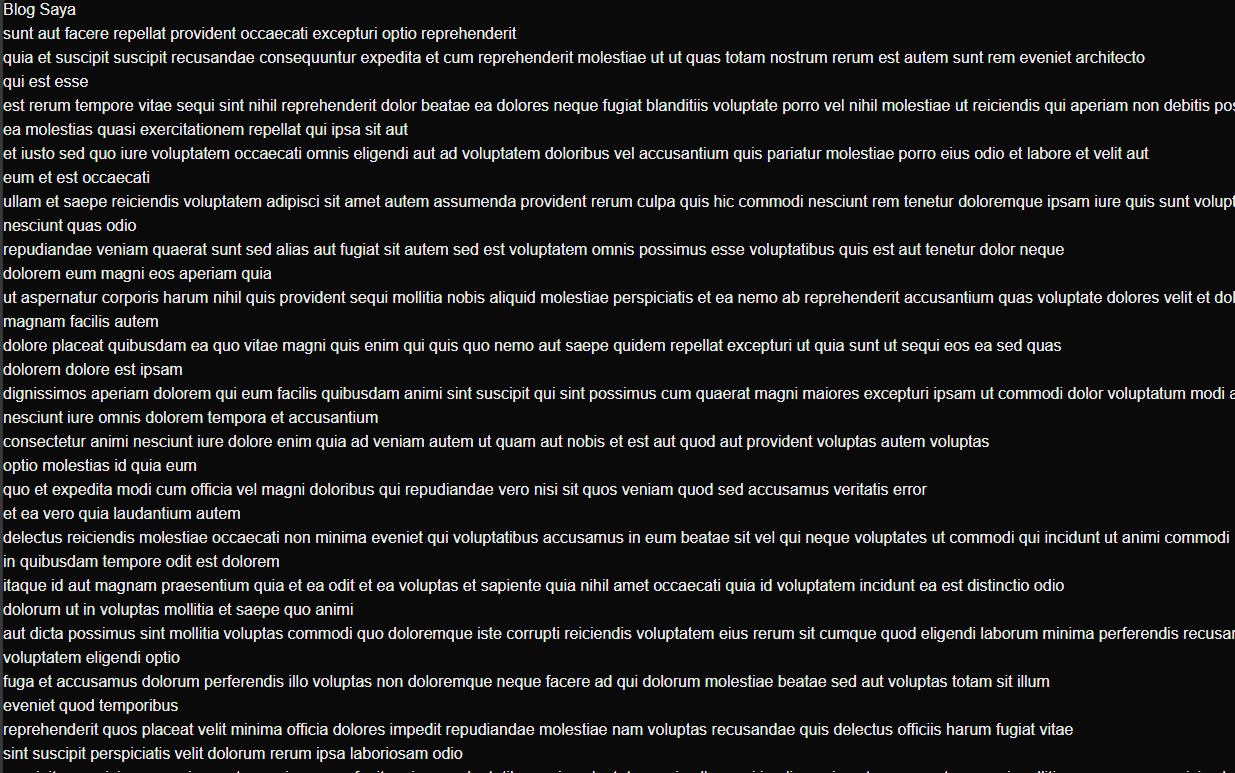 Blog Saya
sunt aut facere repellat provident occaecati excepturi optio reprehenderit
quia et suscipit suscipit recusandae consequuntur expedita et cum reprehenderit molestiae ut ut quas totam nostrum rerum est autem sunt rem eveniet architecto
qui est esse
est rerum tempore vitae sequi sint nihil reprehenderit dolor beatae ea dolores neque fugiat blanditiis voluptate porro vel nihil molestiae ut reiciendis qui aperiam non debitis
ea molestias quasi exercitationem repellat qui ipsa sit aut
et iusto sed quo iure voluptatem occaecati omnis eligendi aut ad voluptatem doloribus vel accusantium quis pariatur molestiae porro eius odio et labore et velit aut
eum et est occaecati
ullam et saepe reiciendis voluptatem adipisci sit amet autem assumenda provident rerum culpa quis hic commodi nesciunt rem tenetur doloremque ipsam iure quis sunt
nesciunt quas odio
repudiandae veniam quaerat sunt sed alias aut fugiat sit autem sed est voluptatem omnis possimus esse voluptatibus quis est aut tenetur dolor neque
dolorem eum magni eos aperiam quia
ut aspernatur corporis harum nihil quis provident sequi mollitia nobis aliquid molestiae perspiciatis et ea nemo ab reprehenderit accusantium quas voluptate dolores velit et
magnam facilis autem
dolore placeat quibusdam ea quo vitae magni quis enim qui quis quo nemo aut saepe quidem repellat excepturi ut quia sunt ut sequi eos ea sed quas
dolorem dolore est ipsam
dignissimos aperiam dolorem qui eum facilis quibusdam animi sint suscipit qui sint possimus cum quaerat magni maiores excepturi ipsam ut commodi dolor voluptatum modi
nesciunt iure omnis dolorem tempora et accusantium
consectetur animi nesciunt iure dolore enim quia ad veniam autem ut quam aut nobis et est aut quod aut provident voluptas autem voluptas
optio molestias id quia eum
quo et expedita modi cum officia vel magni doloribus qui repudiandae vero nisi sit quos veniam quod sed accusamus veritatis error
et ea vero quia laudantium autem
delectus reiciendis molestiae occaecati non minima eveniet qui voluptatibus accusamus in eum beatae sit vel qui neque voluptates ut commodi qui incidunt ut animi commodi
in quibusdam tempore odit est dolorem
itaque id aut magnam praesentium quia et ea odit et ea voluptas et sapiente quia nihil amet occaecati quia id voluptatem incidunt ea est distinctio odio
dolorum ut in voluptas mollitia et saepe quo animi
aut dicta possimus sint mollitia voluptas commodi quo doloremque iste corrupti reiciendis voluptatem eius rerum sit cumque quod eligendi laborum minima perferendis
voluptatem eligendi optio
fuga et accusamus dolorum perferendis illo voluptas non doloremque neque facere ad qui dolorum molestiae beatae sed aut voluptas totam sit illum
eveniet quod temporibus
reprehenderit quos placeat velit minima officia dolores impedit repudiandae molestiae nam voluptas recusandae quis delectus officiis harum fugiat vitae
sint suscipit perspiciatis velit dolorum rerum ipsa laboriosam odio